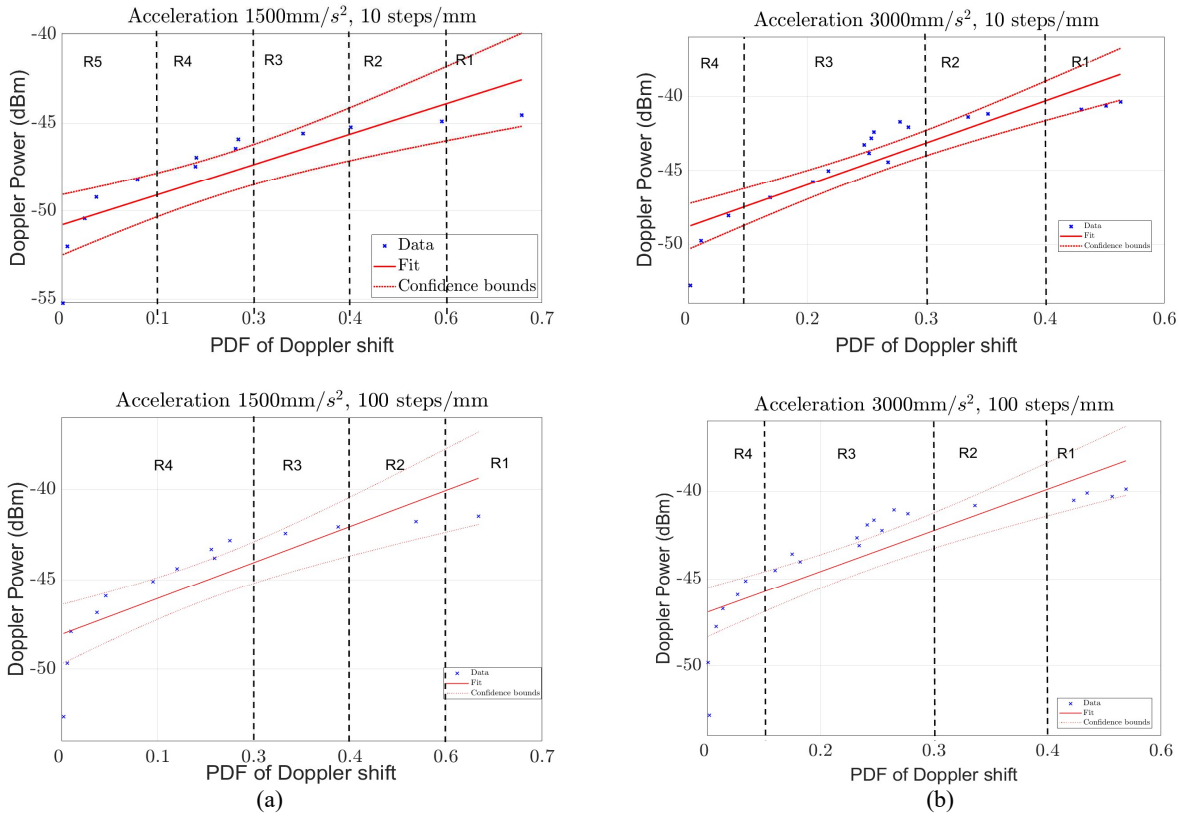 Acceleration 1500mm/s², 10 steps/mm
-40
-45
-50
-55
Doppler Power (dBm)
R5
R4
R3
R2
R1
Data
Fit
Confidence bounds
0
0.1
0.3
0.4
0.6
0.7
PDF of Doppler shift
Acceleration 3000mm/s², 10 steps/mm
-40
-45
-50
Doppler Power (dBm)
R4
R3
R2
R1
Data
Fit
Confidence bounds
0
0.2
0.3
0.4
0.6
PDF of Doppler shift
Acceleration 1500mm/s², 100 steps/mm
-40
-45
-50
Doppler Power (dBm)
R4
R3
R2
R1
Data
Fit
Confidence bounds
0
0.1
0.3
0.4
0.6
0.7
PDF of Doppler shift
(a)
Acceleration 3000mm/s², 100 steps/mm
-40
-45
-50
Doppler Power (dBm)
R4
R3
R2
R1
Data
Fit
Confidence bounds
0
0.2
0.3
0.4
0.6
PDF of Doppler shift
(b)